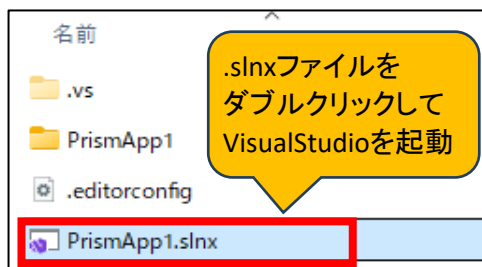 名前
.slnxファイルを
ダブルクリックして
VisualStudioを起動
.vs
PrismApp1
.editorconfig
PrismApp1.slnx